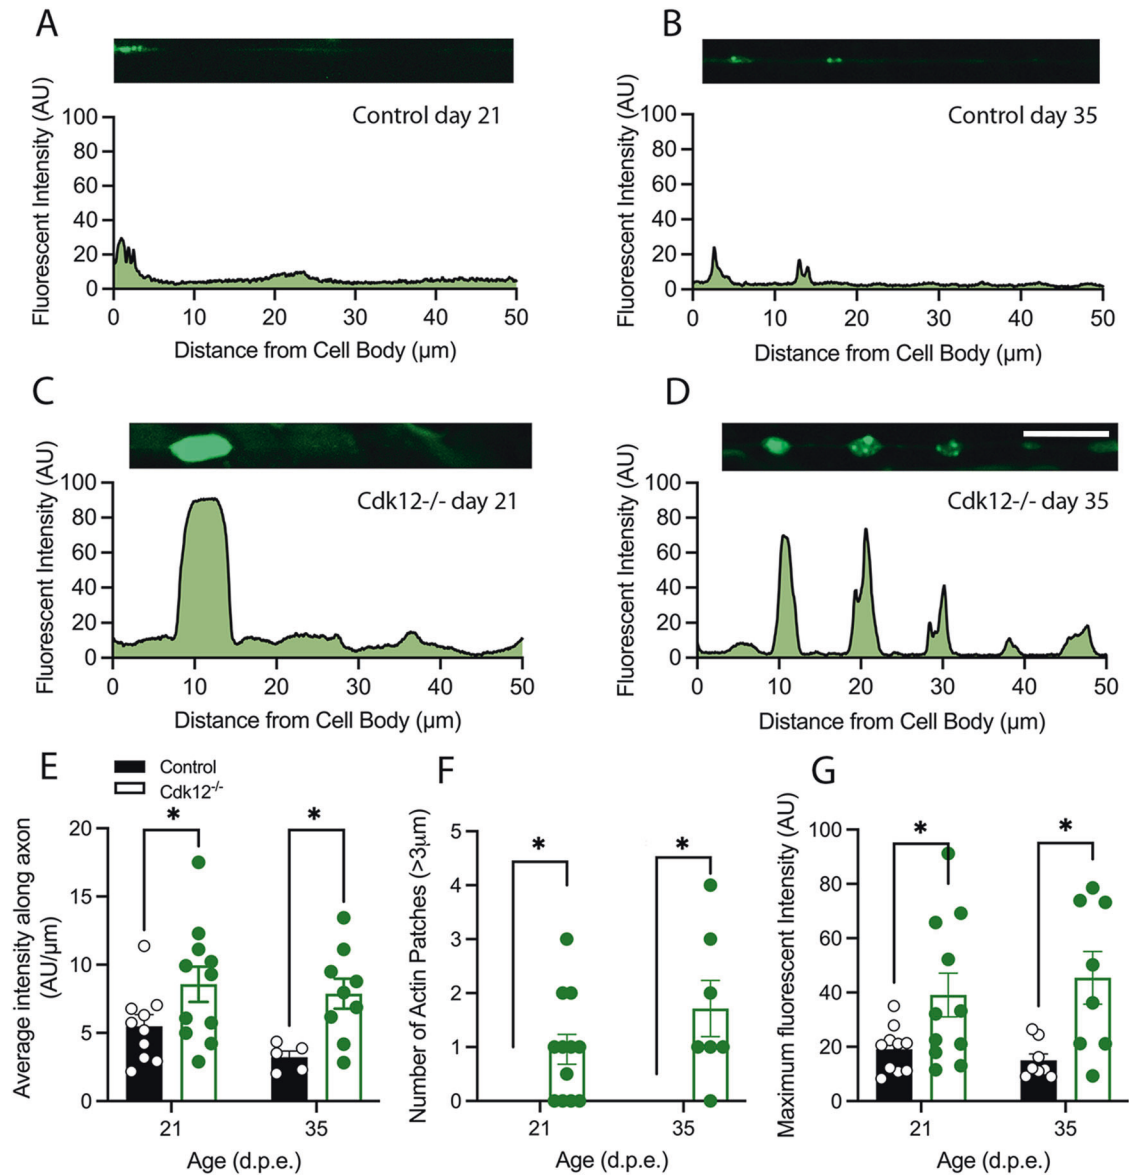 A
Fluorescent Intensity (AU)
100
80
60
40
20
0
Control day 21
0 10 20 30 40 50
Distance from Cell Body (μm)
B
Fluorescent Intensity (AU)
100
80
60
40
20
0
Control day 35
0 10 20 30 40 50
Distance from Cell Body (μm)
C
Fluorescent Intensity (AU)
100
80
60
40
20
0
Cdk12-/- day 21
0 10 20 30 40 50
Distance from Cell Body (μm)
D
Fluorescent Intensity (AU)
100
80
60
40
20
0
Cdk12-/- day 35
0 10 20 30 40 50
Distance from Cell Body (μm)
E
Control
Cdk12-/-
Average intensity along axon
(AU/μm)
20
15
10
5
0
* *
21 35
Age (d.p.e.)
F
Number of Actin Patches (>3μm)
5
4
3
2
1
0
* *
21 35
Age (d.p.e.)
G
Maximum fluorescent Intensity (AU)
100
80
60
40
20
0
* *
21 35
Age (d.p.e.)